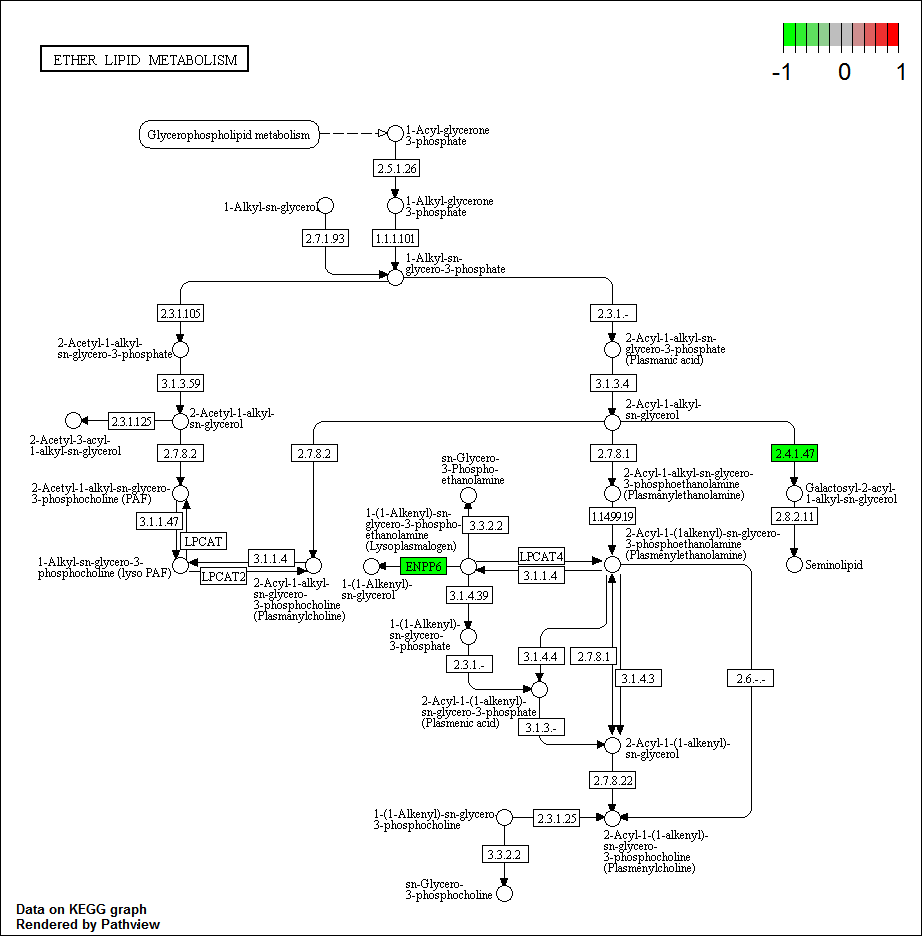 ETHER LIPID METABOLISM
-1 0 1
Glycerophospholipid metabolism
1-Acyl-glycerone
3-phosphate
2.5.1.26
1-Alkyl-sn-glycerol
1-Alkyl-glycerone
3-phosphate
2.7.1.93
1.1.1.101
1-Alkyl-sn-
glycero-3-phosphate
2.3.1.105
2.3.1.-
2-Acetyl-1-alkyl-
sn-glycero-3-phosphate
2-Acyl-1-alkyl-sn-
glycero-3-phosphate
(Plasmanic acid)
3.1.3.59
3.1.3.4
2.3.1.125
2-Acetyl-1-alkyl-
sn-glycerol
2-Acyl-1-alkyl-
sn-glycerol
2-Acetyl-3-acyl-
1-alkyl-sn-glycerol
2.7.8.2
2.7.8.2
2.7.8.1
2.4.1.47
sn-Glycero-
3-Phospho-
ethanolamine
2-Acetyl-1-alkyl-sn-glycero-
3-phosphocholine (PAF)
2-Acyl-1-alkyl-sn-glycero-
3-phosphoethanolamine
(Plasmanylethanolamine)
Galactosyl-2-acyl-
1-alkyl-sn-glycerol
3.1.1.47
LPCAT
1-(1-Alkenyl)-sn-
glycero-3-phospho-
ethanolamine
(Lysoplasmalogen)
3.3.2.2
1.14.99.19
2.8.2.11
2-Acyl-1-(1alkenyl)-sn-glycero-
3-phosphoethanolamine
(Plasmenylethanolamine)
1-Alkyl-sn-glycero-3-
phosphocholine (lyso PAF)
3.1.1.4
LPCAT2
2-Acyl-1-alkyl-
sn-glycero-
3-phosphocholine
(Plasmanylcholine)
ENPP6
1-(1-Alkenyl)-
sn-glycerol
LPCAT4
3.1.1.4
Seminolipid
3.1.4.39
1-(1-Alkenyl)-
sn-glycero-
3-phosphate
2.3.1.-
3.1.4.4
2.7.8.1
3.1.4.3
2.6.-.-
2-Acyl-1-(1-alkenyl)-
sn-glycero-3-phosphate
(Plasmenic acid)
3.1.3.-
2-Acyl-1-(1-alkenyl)-
sn-glycerol
2.7.8.22
1-(1-Alkenyl)-sn-glycero-
3-phosphocholine
2.3.1.25
2-Acyl-1-(1-alkenyl)-
sn-glycero-
3-phosphocholine
(Plasmenylcholine)
3.3.2.2
sn-Glycero-
3-phosphocholine
Data on KEGG graph
Rendered by Pathview